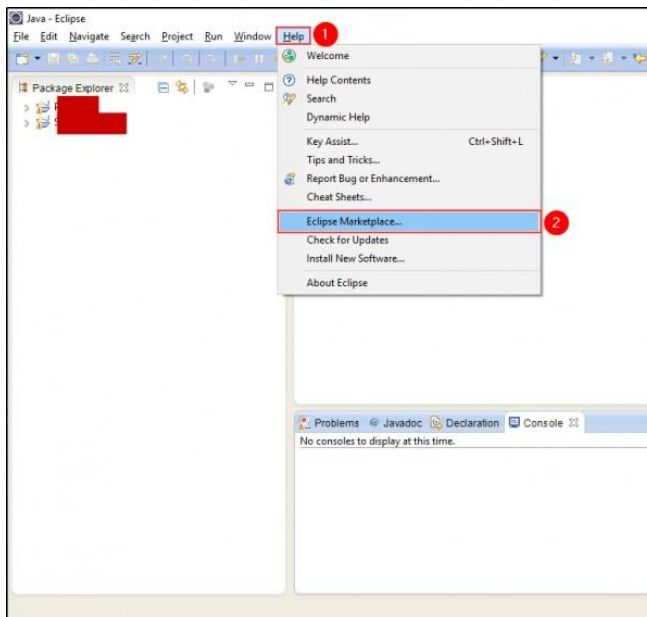 Java - Eclipse
File Edit Navigate Search Project Run Window Help 1
Welcome
Package Explorer
Help Contents
Search
Dynamic Help
Key Assist... Ctrl+Shift+L
Tips and Tricks...
Report Bug or Enhancement...
Cheat Sheets...
Eclipse Marketplace... 2
Check for Updates
Install New Software...
About Eclipse
Problems @ Javadoc Declaration Console
No consoles to display at this time.